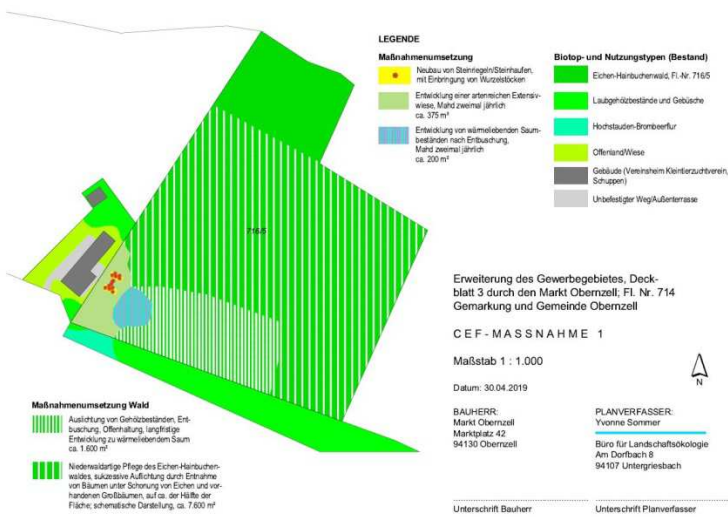 LEGENDE
Maßnahmenumsetzung
Neubau von Steinriegeln/Steinhaufen,
mit Einbringung von Wurzelstöcken
Entwicklung einer artenreichen Extensiv-
wiese, Mahd zweimal jährlich
ca. 375 m²
Entwicklung von wärmeliebenden Saum-
beständen nach Entbuschung,
Mahd zweimal jährlich
ca. 200 m²
Biotop- und Nutzungstypen (Bestand)
Eichen-Hainbuchenwald, Fl.-Nr. 716/5
Laubgehölzbestände und Gebüsche
Hochstauden-Brombeerflur
Offenland/Wiese
Gebäude (Vereinsheim Kleintierzuchtverein,
Schuppen)
Unbefestigter Weg/Außenterrasse
716/5
Erweiterung des Gewerbegebietes, Deck-
blatt 3 durch den Markt Obernzell; Fl. Nr. 714
Gemarkung und Gemeinde Obernzell
CEF-MASSNAHME 1
Maßstab 1 : 1.000
N
Datum: 30.04.2019
BAUHERR:
Markt Obernzell
Marktplatz 42
94130 Obernzell
PLANVERFASSER:
Yvonne Sommer
Büro für Landschaftsökologie
Am Dorfbach 8
94107 Untergriesbach
Unterschrift Bauherr
Unterschrift Planverfasser
Maßnahmenumsetzung Wald
Auslichtung von Gehölzbeständen, Ent-
buschung, Offenhaltung, langfristige
Entwicklung zu wärmeliebendem Saum
ca. 1.600 m²
Niederwaldartige Pflege des Eichen-Hainbuchen-
waldes, sukzessive Auflichtung durch Entnahme
von Bäumen unter Schonung von Eichen und vor-
handenen Großbäumen, auf ca. der Hälfte der
Fläche; schematische Darstellung, ca. 7.600 m²